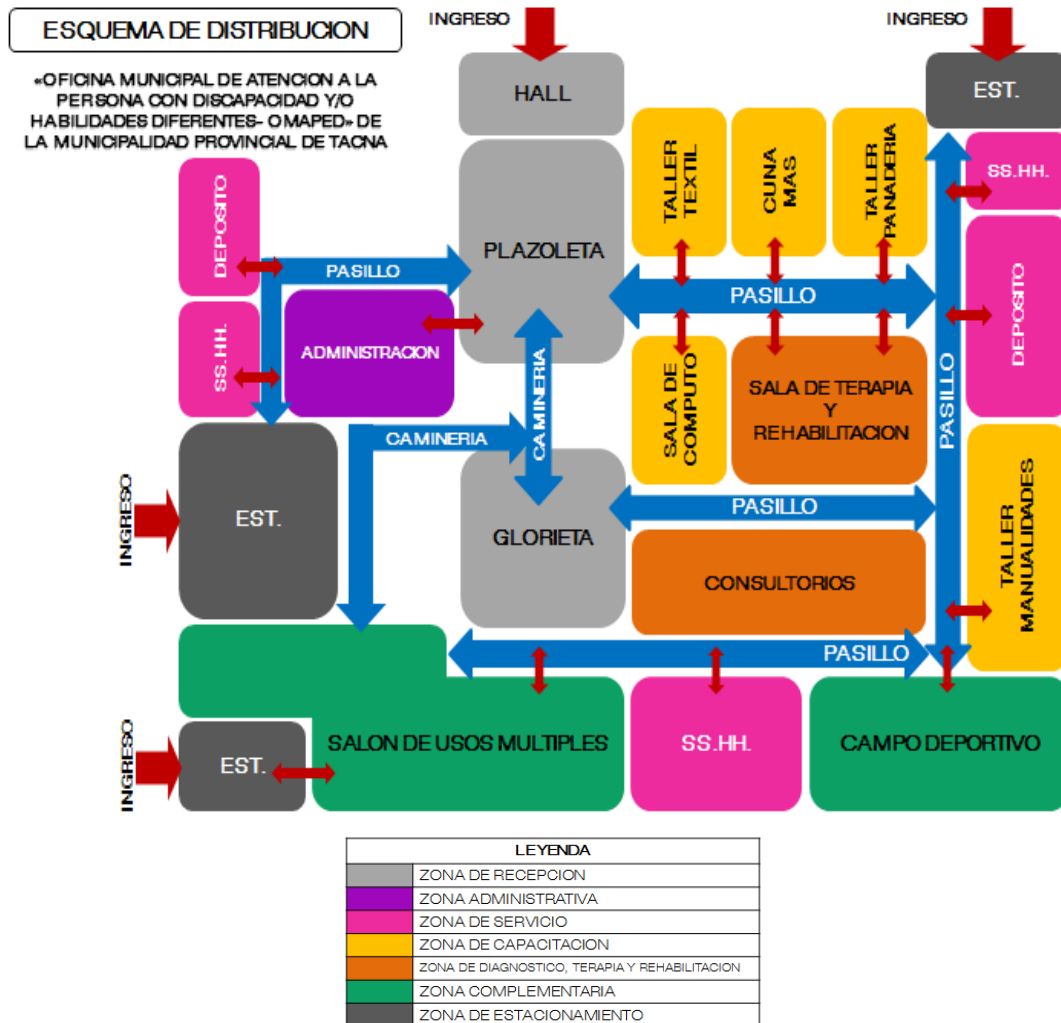 ESQUEMA DE DISTRIBUCION
«OFICINA MUNICIPAL DE ATENCION A LA
PERSONA CON DISCAPACIDAD Y/O
HABILIDADES DIFERENTES- OMAPED» DE
LA MUNICIPALIDAD PROVINCIAL DE TACNA
INGRESO
INGRESO
HALL
EST.
DEPOSITO
PASILLO
PLAZOLETA
TALLER
TEXTIL
CUNA
MAS
TALLER
PANADERIA
SS.HH.
PASILLO
DEPOSITO
SS.HH.
ADMINISTRACION
CAMINERIA
CAMINERIA
SALA DE
COMPUTO
SALA DE TERAPIA
Y
REHABILITACION
PASILLO
INGRESO
EST.
GLORIETA
PASILLO
CONSULTORIOS
TALLER
MANUALIDADES
PASILLO
INGRESO
EST.
SALON DE USOS MULTIPLES
SS.HH.
CAMPO DEPORTIVO
LEYENDA
ZONA DE RECEPCION
ZONA ADMINISTRATIVA
ZONA DE SERVICIO
ZONA DE CAPACITACION
ZONA DE DIAGNOSTICO, TERAPIA Y REHABILITACION
ZONA COMPLEMENTARIA
ZONA DE ESTACIONAMIENTO